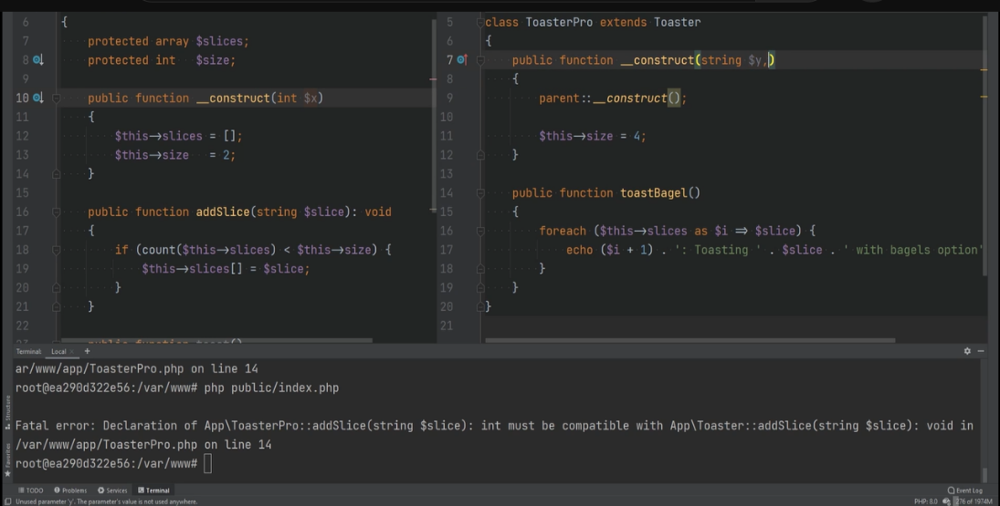 6 {
7 protected array $slices;
8 protected int $size;
9
10 public function __construct(int $x)
11 {
12 $this→slices = [];
13 $this→size = 2;
14 }
15
16 public function addSlice(string $slice): void
17 {
18 if (count($this→slices) < $this→size) {
19 $this→slices[] = $slice;
20 }
21 }
22
5 class ToasterPro extends Toaster
6 {
7 public function __construct(string $y,)
8 {
9 parent::__construct();
10
11 $this→size = 4;
12 }
13
14 public function toastBagel()
15 {
16 foreach ($this→slices as $i ⇒ $slice) {
17 echo ($i + 1) . ': Toasting ' . $slice . ' with bagels option'
18 }
19 }
20 }
21
Terminal: Local × +
ar/www/app/ToasterPro.php on line 14
root@ea290d322e56:/var/www# php public/index.php
Fatal error: Declaration of App\ToasterPro::addSlice(string $slice): int must be compatible with App\Toaster::addSlice(string $slice): void in
/var/www/app/ToasterPro.php on line 14
root@ea290d322e56:/var/www#
Structure
Favorites
TODO Problems Services Terminal Event Log
Unused parameter 'y'. The parameter's value is not used anywhere. PHP: 8.0 276 of 1974M